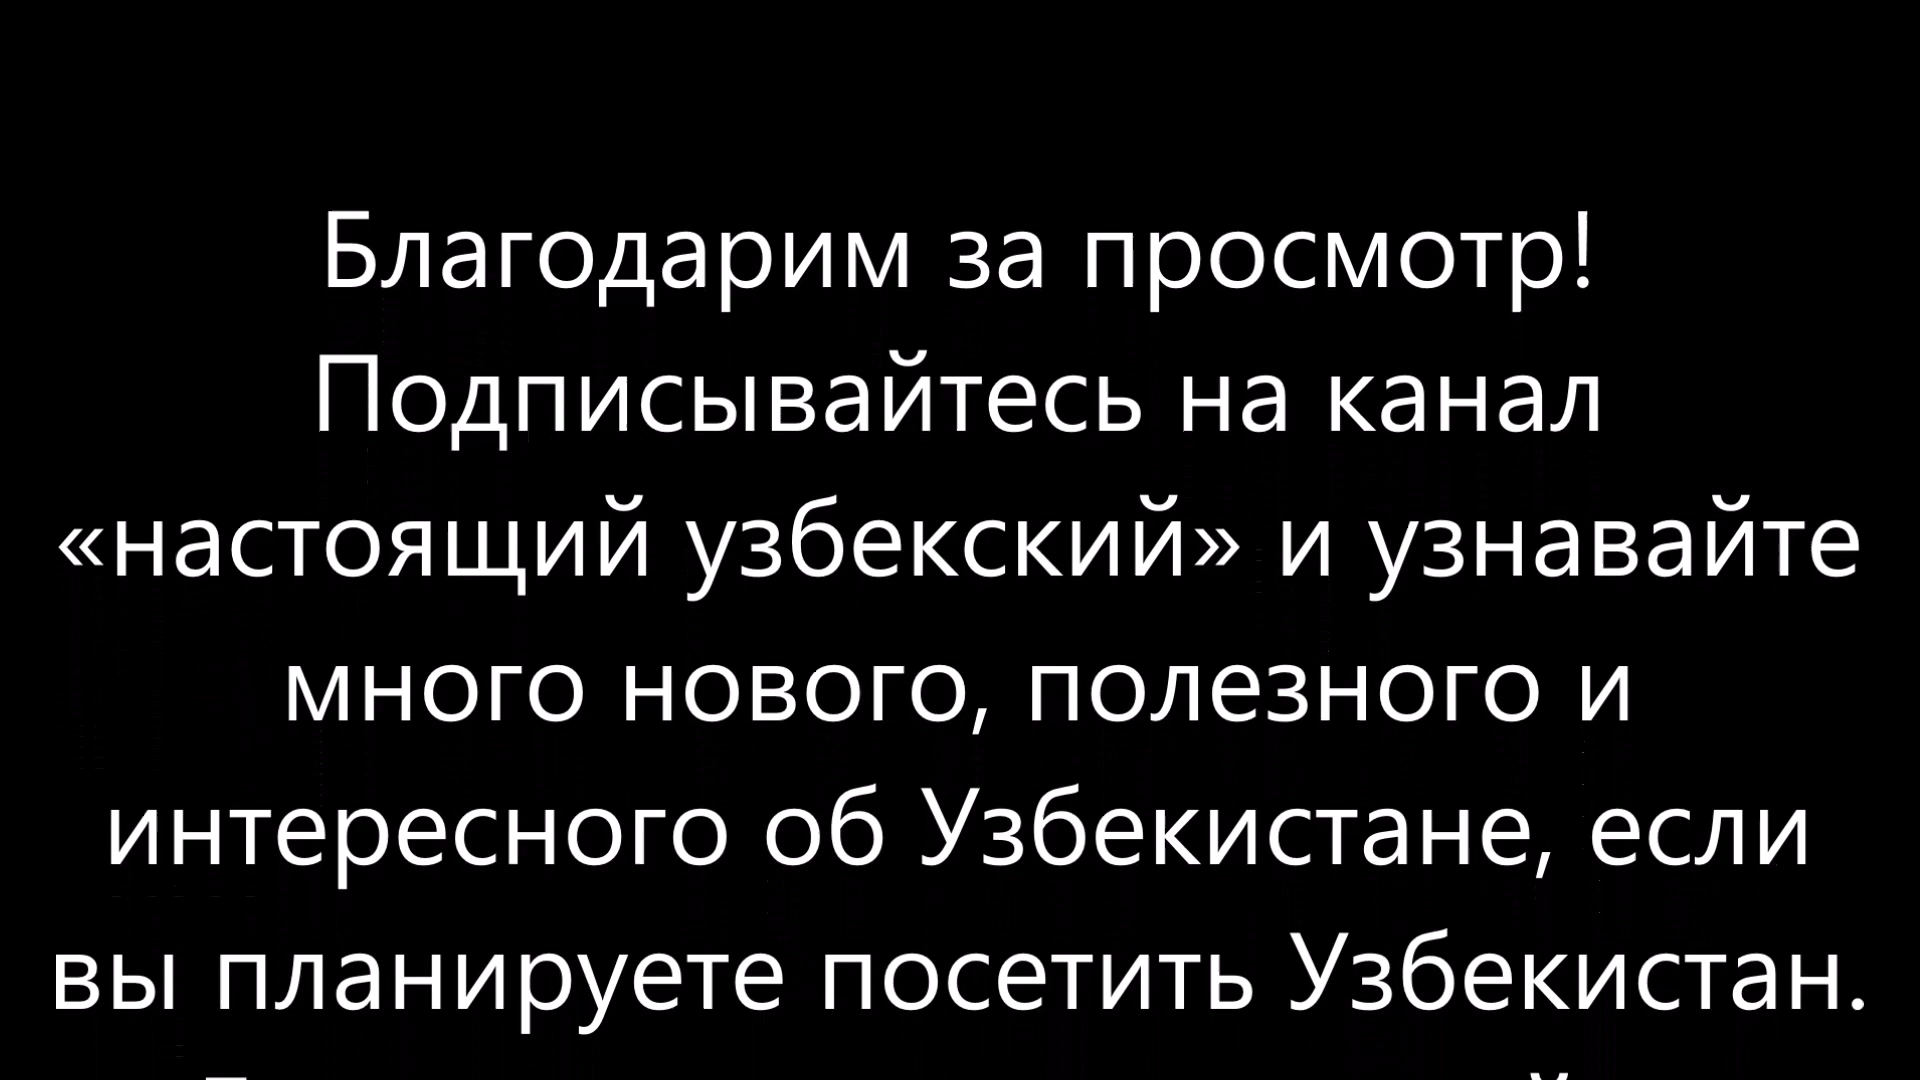 Благодарим за просмотр!
Подписывайтесь на канал
«настоящий узбекский» и узнавайте
много нового, полезного и
интересного об Узбекистане, если
вы планируете посетить Узбекистан.